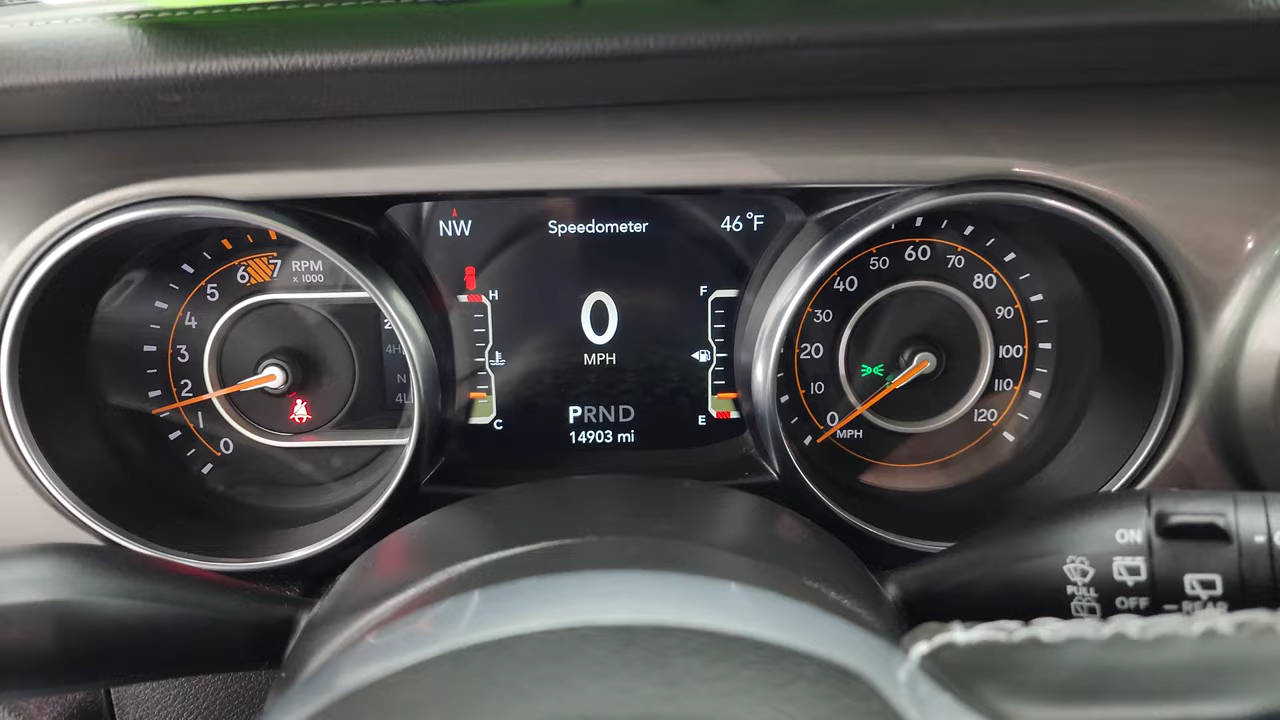 NW
Speedometer
46°F
7
6
5
4
3
2
1
0
RPM
x 1000
2
4H
N
4L
H
C
0
MPH
PRND
14903 mi
F
E
0
10
20
30
40
50
60
70
80
90
100
110
120
MPH
ON
PULL
OFF
REAR